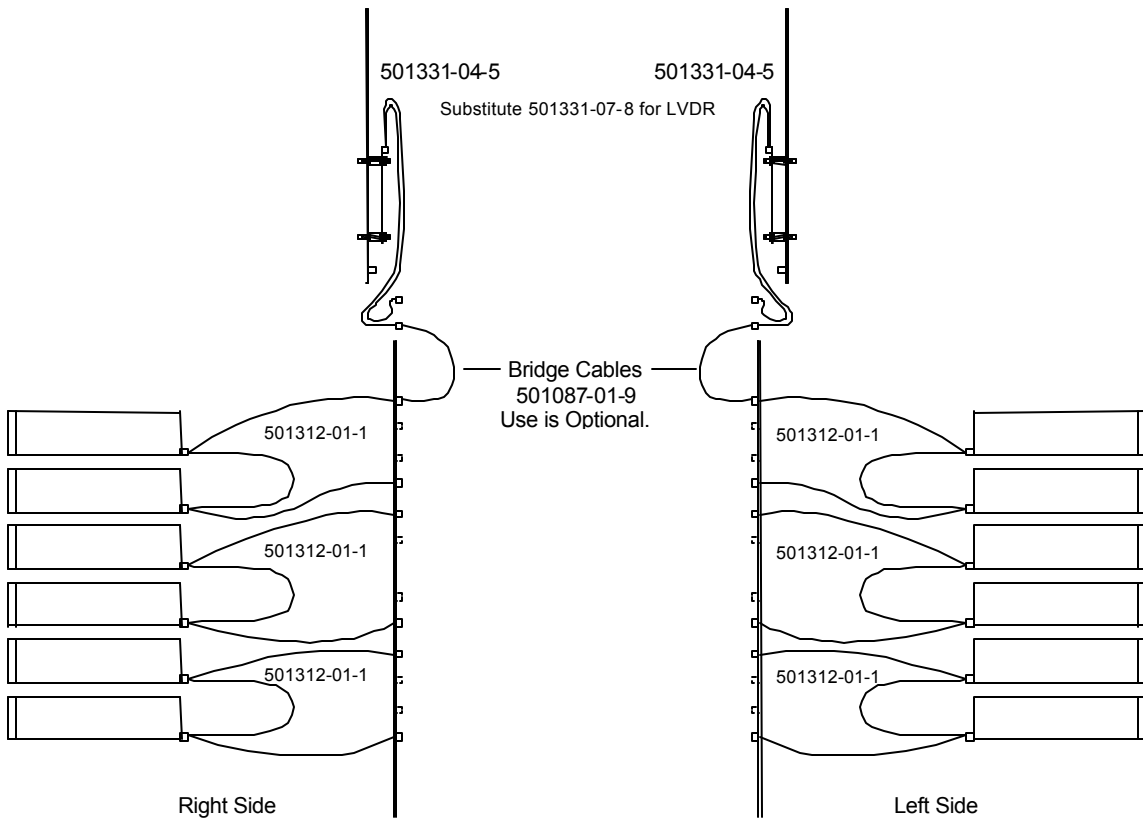 501331-04-5
501331-04-5
Substitute 501331-07-8 for LVDR
Bridge Cables
501087-01-9
Use is Optional.
501312-01-1
501312-01-1
501312-01-1
501312-01-1
501312-01-1
501312-01-1
Right Side
Left Side